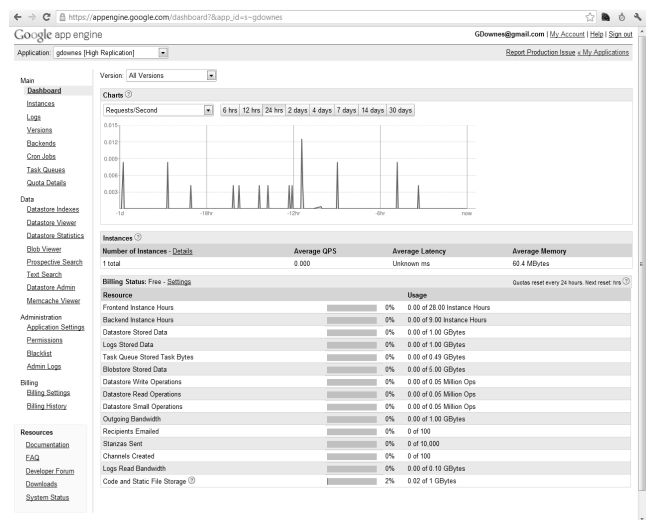 https://appengine.google.com/dashboard?&app_id=s~gdownes
Google app engine
GDownes@gmail.com | My Account | Help | Sign out
Application: gdownes [High Replication]
Report Production Issue « My Applications
Main
Dashboard
Instances
Logs
Versions
Backends
Cron Jobs
Task Queues
Quota Details
Data
Datastore Indexes
Datastore Viewer
Datastore Statistics
Blob Viewer
Prospective Search
Text Search
Datastore Admin
Memcache Viewer
Administration
Application Settings
Permissions
Blacklist
Admin Logs
Billing
Billing Settings
Billing History
Resources
Documentation
FAQ
Developer Forum
Downloads
System Status
Version: All Versions
Charts ?
Requests/Second
6 hrs 12 hrs 24 hrs 2 days 4 days 7 days 14 days 30 days
0.015
0.012
0.009
0.006
0.003
-1d -18hr -12hr -6hr now
Instances ?
Number of Instances - Details Average QPS Average Latency Average Memory
1 total 0.000 Unknown ms 60.4 MBytes
Billing Status: Free - Settings Quotas reset every 24 hours. Next reset: hrs ?
Resource Usage
Frontend Instance Hours 0% 0.00 of 28.00 Instance Hours
Backend Instance Hours 0% 0.00 of 9.00 Instance Hours
Datastore Stored Data 0% 0.00 of 1.00 GBytes
Logs Stored Data 0% 0.00 of 1.00 GBytes
Task Queue Stored Task Bytes 0% 0.00 of 0.49 GBytes
Blobstore Stored Data 0% 0.00 of 5.00 GBytes
Datastore Write Operations 0% 0.00 of 0.05 Million Ops
Datastore Read Operations 0% 0.00 of 0.05 Million Ops
Datastore Small Operations 0% 0.00 of 0.05 Million Ops
Outgoing Bandwidth 0% 0.00 of 1.00 GBytes
Recipients Emailed 0% 0 of 100
Stanzas Sent 0% 0 of 10,000
Channels Created 0% 0 of 100
Logs Read Bandwidth 0% 0.00 of 0.10 GBytes
Code and Static File Storage ? 2% 0.02 of 1 GBytes